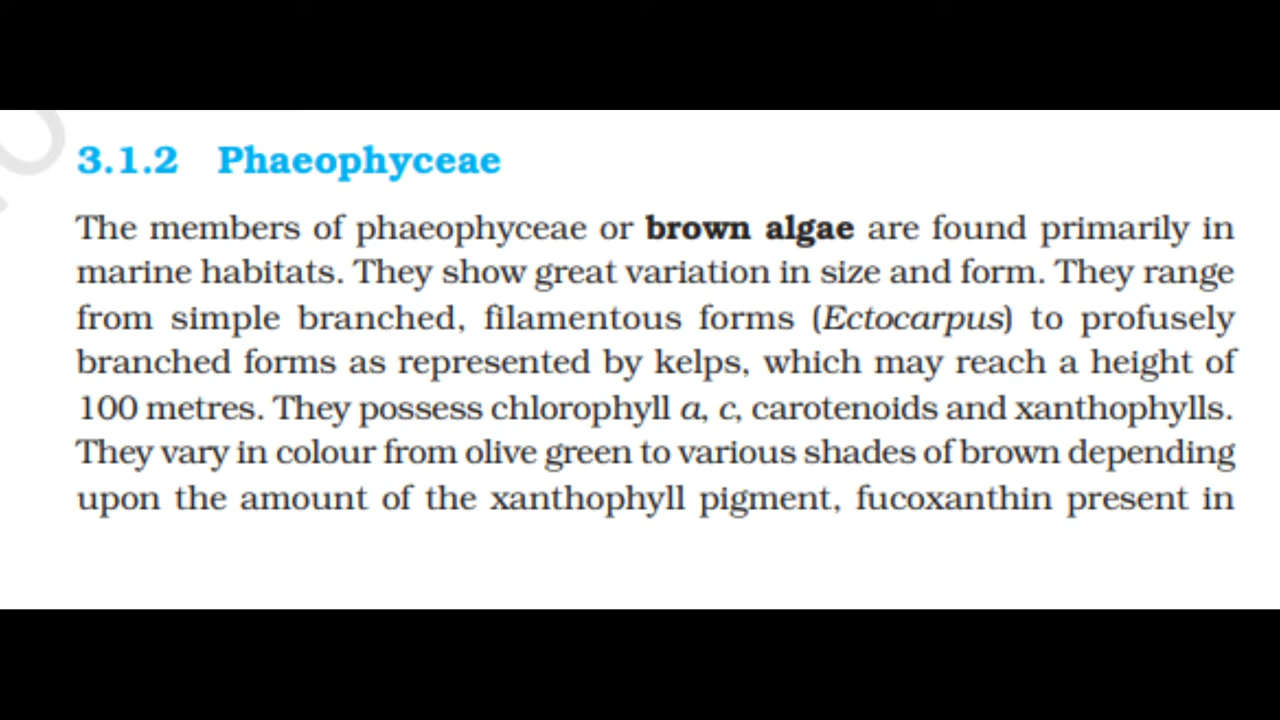 3.1.2 Phaeophyceae
The members of phaeophyceae or brown algae are found primarily in
marine habitats. They show great variation in size and form. They range
from simple branched, filamentous forms (Ectocarpus) to profusely
branched forms as represented by kelps, which may reach a height of
100 metres. They possess chlorophyll a, c, carotenoids and xanthophylls.
They vary in colour from olive green to various shades of brown depending
upon the amount of the xanthophyll pigment, fucoxanthin present in